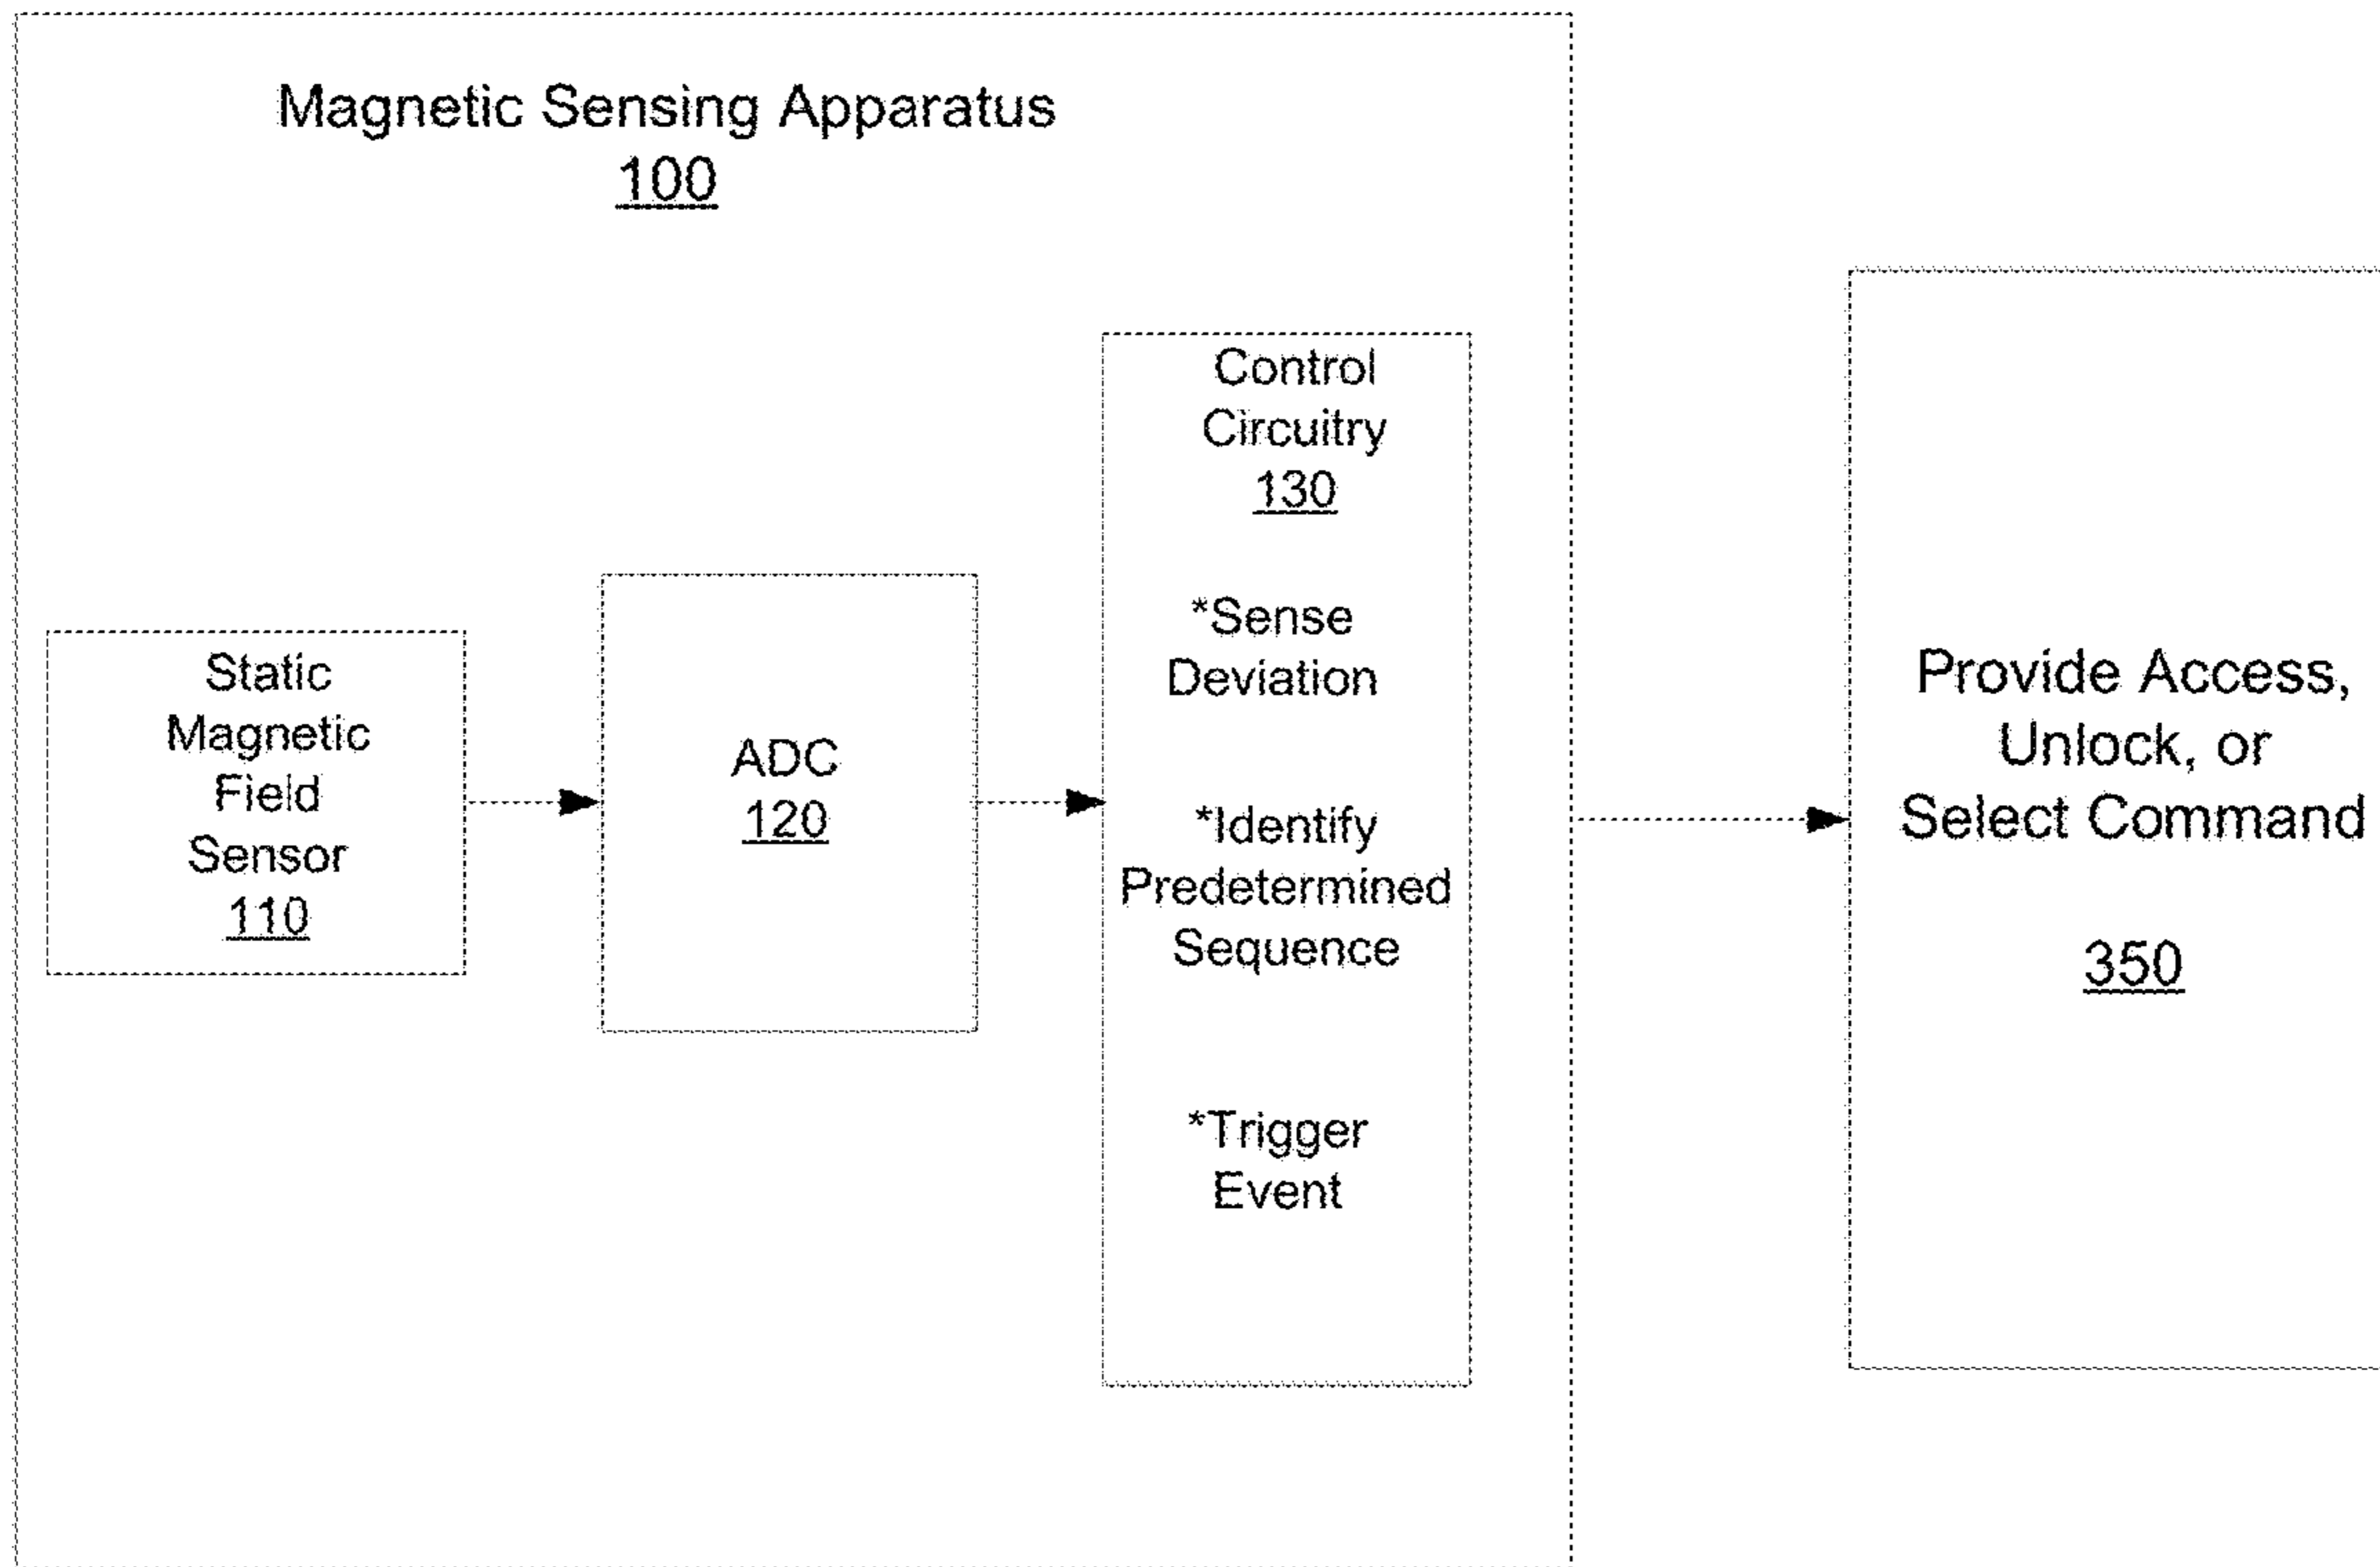 Magnetic Sensing Apparatus
100
Static
Magnetic
Field
Sensor
110
ADC
120
Control
Circuitry
130
*Sense
Deviation
*Identify
Predetermined
Sequence
*Trigger
Event
Provide Access,
Unlock, or
Select Command
350